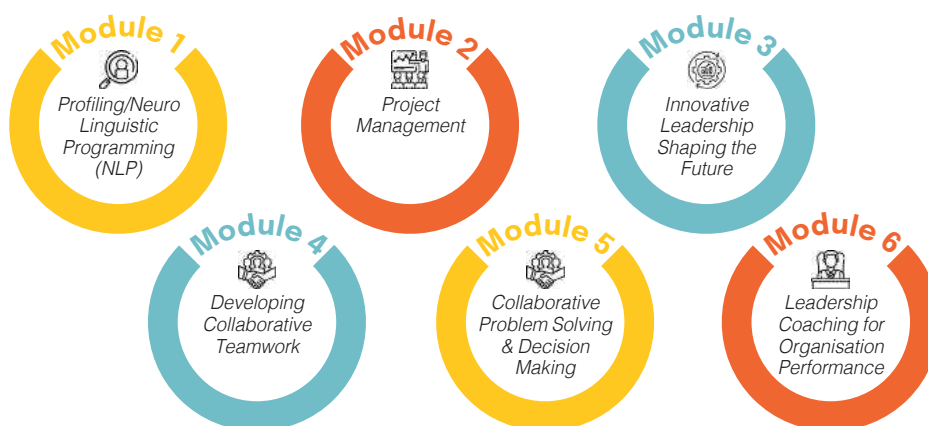 Module 1
Profiling/Neuro
Linguistic
Programming
(NLP)
Module 2
Project
Management
Module 3
Innovative
Leadership
Shaping the
Future
Module 4
Developing
Collaborative
Teamwork
Module 5
Collaborative
Problem Solving
& Decision
Making
Module 6
Leadership
Coaching for
Organisation
Performance